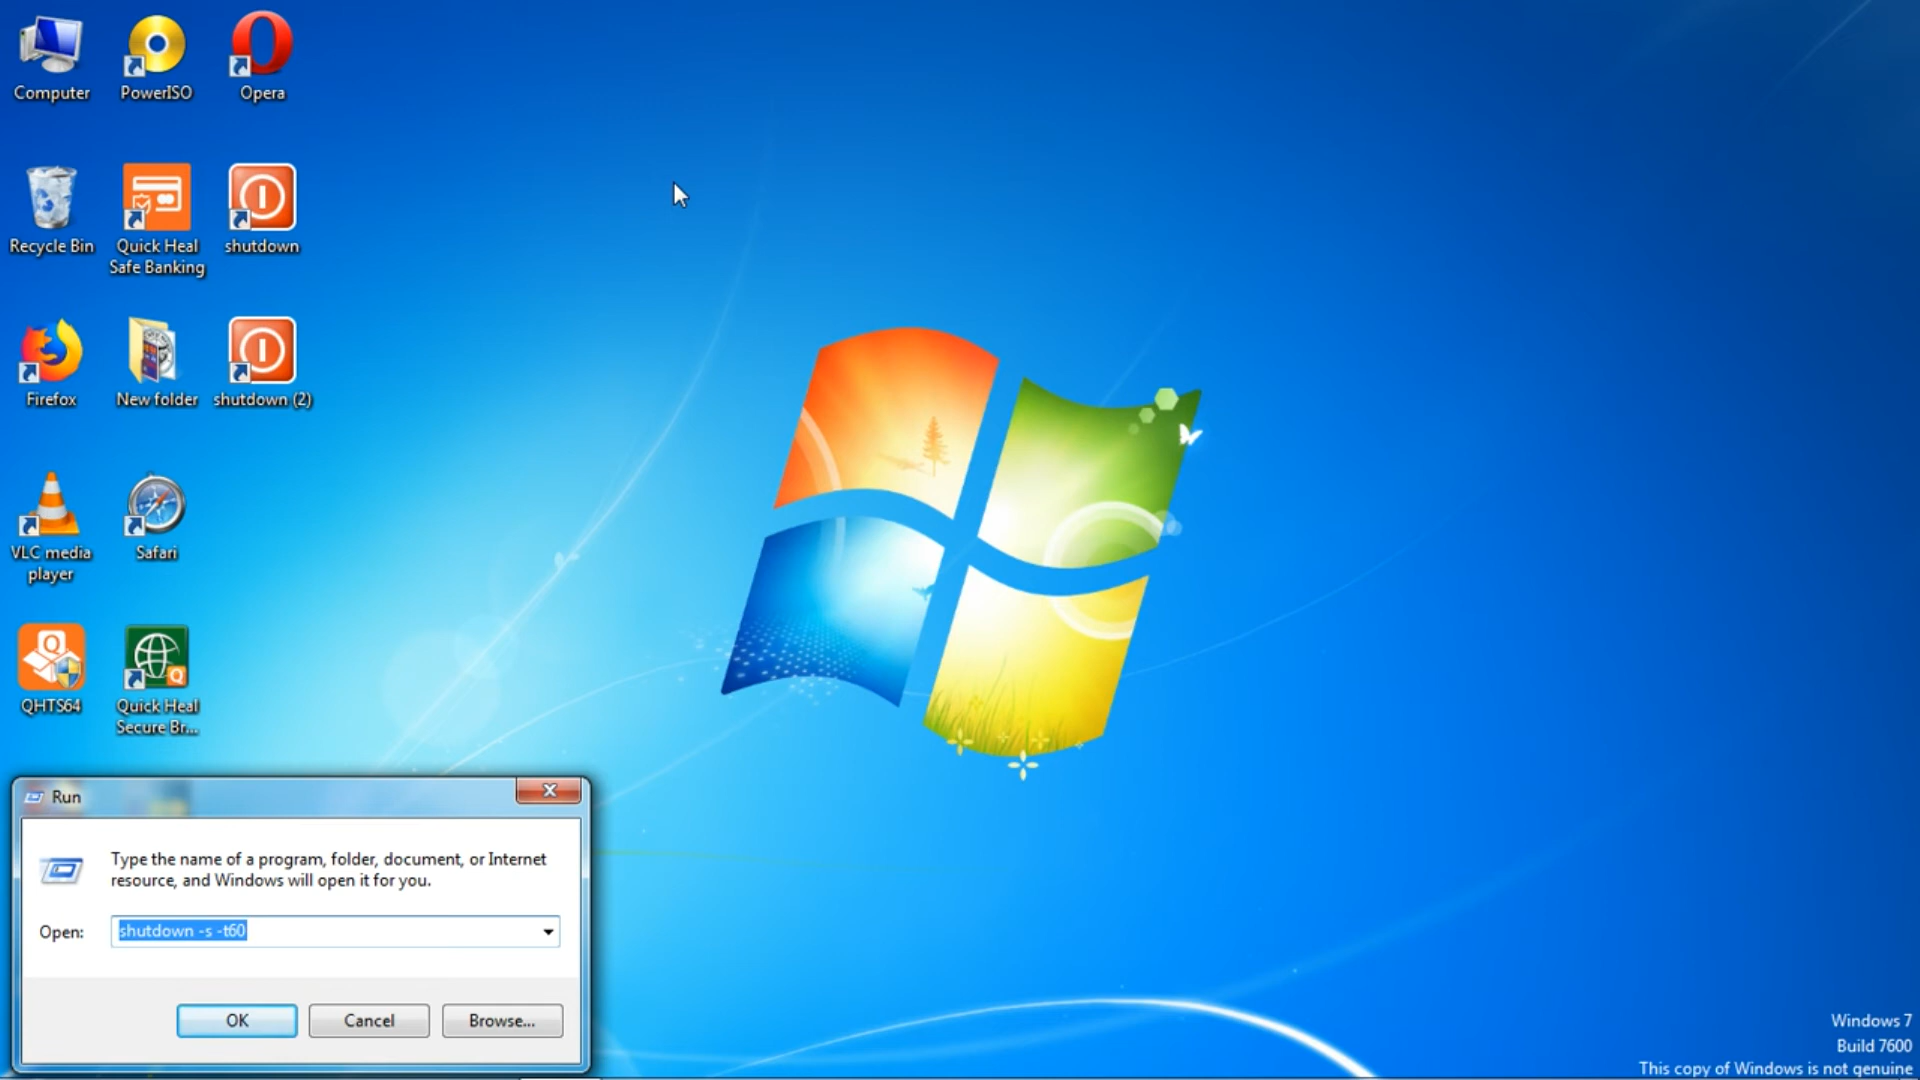 Computer
PowerISO
Opera
Recycle Bin
Quick Heal
Safe Banking
shutdown
Firefox
New folder
shutdown (2)
VLC media
player
Safari
QHTS64
Quick Heal
Secure Br...
Run
Type the name of a program, folder, document, or Internet
resource, and Windows will open it for you.
Open:
shutdown -s -t60
OK
Cancel
Browse...
Windows 7
Build 7600
This copy of Windows is not genuine